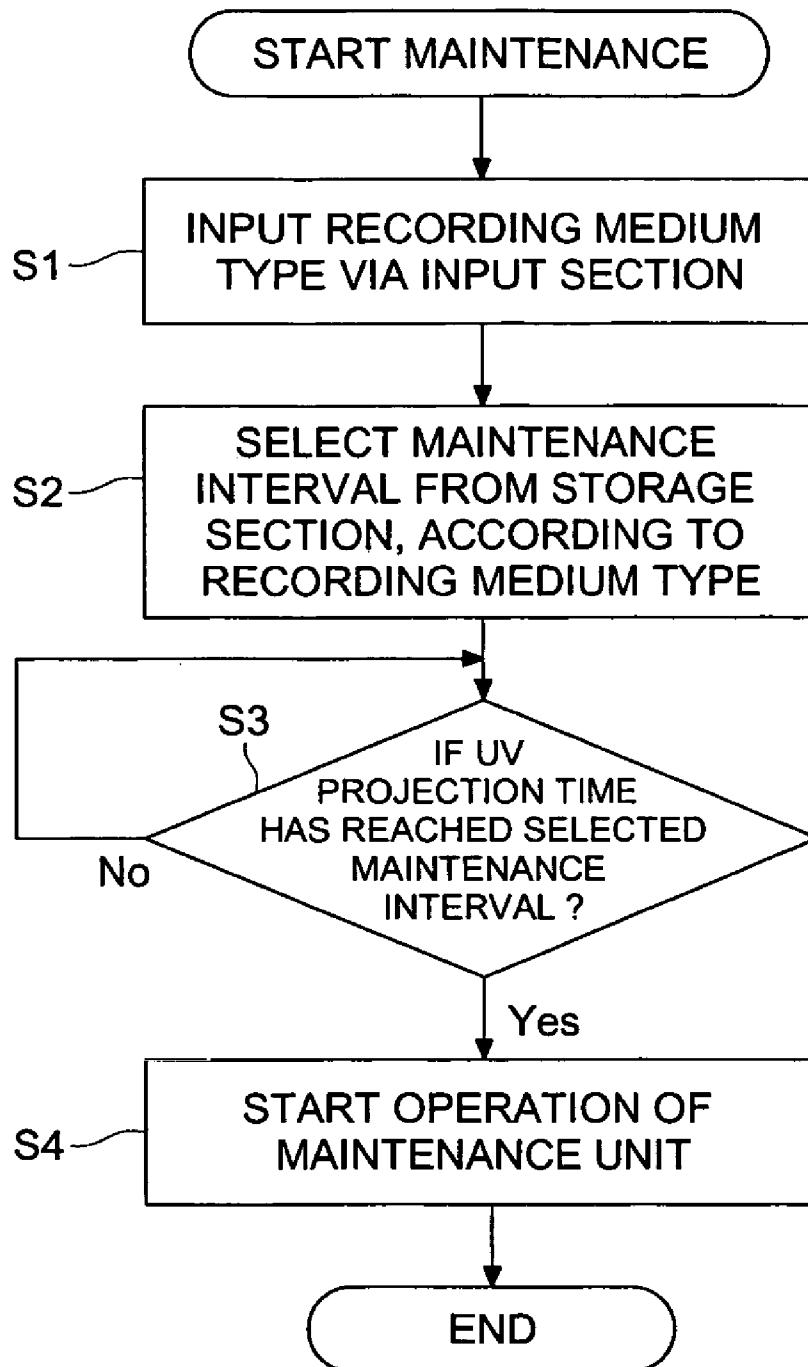 START MAINTENANCE
S1
INPUT RECORDING MEDIUM
TYPE VIA INPUT SECTION
S2
SELECT MAINTENANCE
INTERVAL FROM STORAGE
SECTION, ACCORDING TO
RECORDING MEDIUM TYPE
S3
IF UV
PROJECTION TIME
HAS REACHED SELECTED
MAINTENANCE
INTERVAL ?
No
Yes
S4
START OPERATION OF
MAINTENANCE UNIT
END